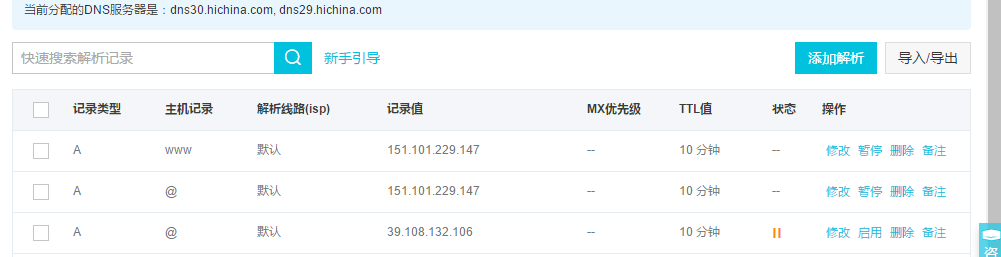 当前分配的DNS服务器是：dns30.hichina.com, dns29.hichina.com
快速搜索解析记录 新手引导 添加解析 导入/导出
记录类型 主机记录 解析线路(isp) 记录值 MX优先级 TTL值 状态 操作
A www 默认 151.101.229.147 -- 10 分钟 -- 修改 暂停 删除 备注
A @ 默认 151.101.229.147 -- 10 分钟 -- 修改 暂停 删除 备注
A @ 默认 39.108.132.106 -- 10 分钟 修改 启用 删除 备注
咨